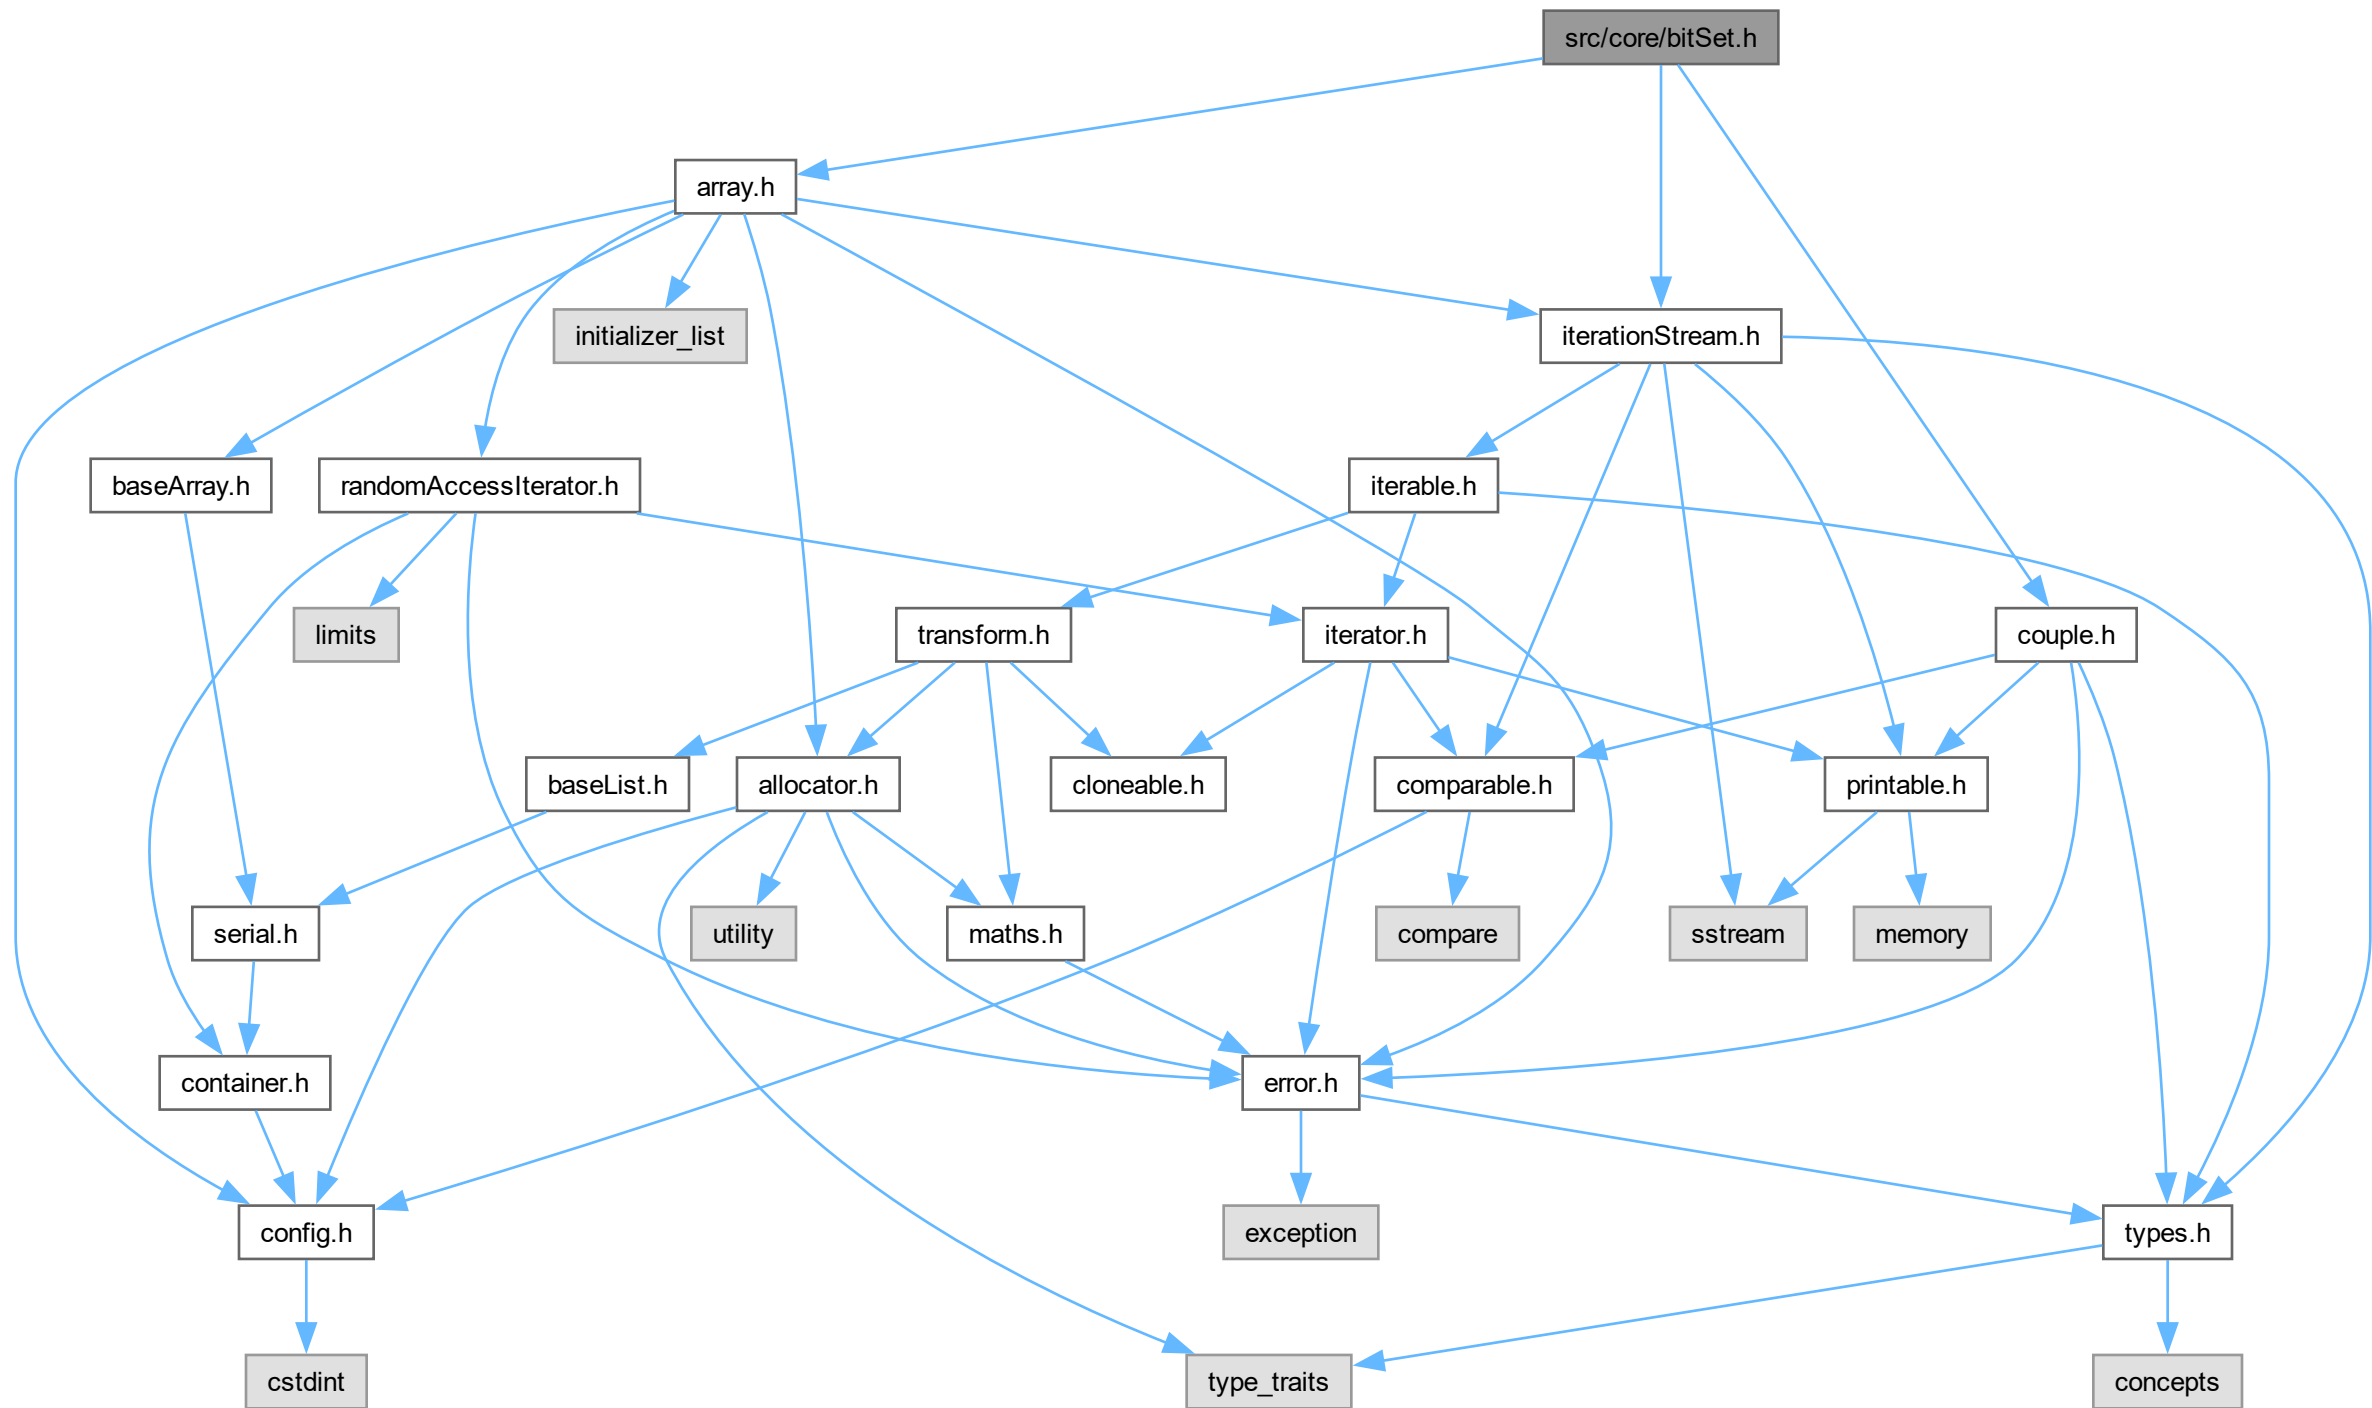 src/core/bitSet.h
array.h
initializer_list
iterationStream.h
baseArray.h
randomAccessIterator.h
iterable.h
limits
transform.h
iterator.h
couple.h
baseList.h
allocator.h
cloneable.h
comparable.h
printable.h
serial.h
utility
maths.h
compare
sstream
memory
container.h
error.h
config.h
exception
types.h
cstdint
type_traits
concepts